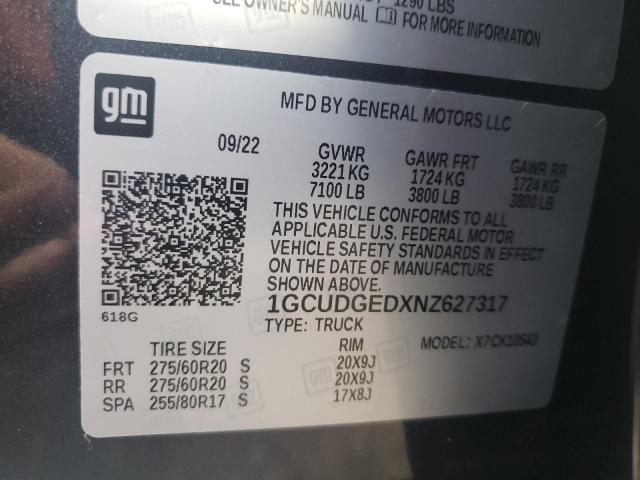 1290 LBS
SEE OWNER'S MANUAL FOR MORE INFORMATION
gm
MFD BY GENERAL MOTORS LLC
09/22
GVWR GAWR FRT GAWR RR
3221 KG 1724 KG 1724 KG
7100 LB 3800 LB 3800 LB
THIS VEHICLE CONFORMS TO ALL
APPLICABLE U.S. FEDERAL MOTOR
VEHICLE SAFETY STANDARDS IN EFFECT
ON THE DATE OF MANUFACTURE
SHOWN ABOVE.
618G
1GCUDGEDXNZ627317
TYPE: TRUCK MODEL: X7CK10543
TIRE SIZE RIM
FRT 275/60R20 S 20X9J
RR 275/60R20 S 20X9J
SPA 255/80R17 S 17X8J